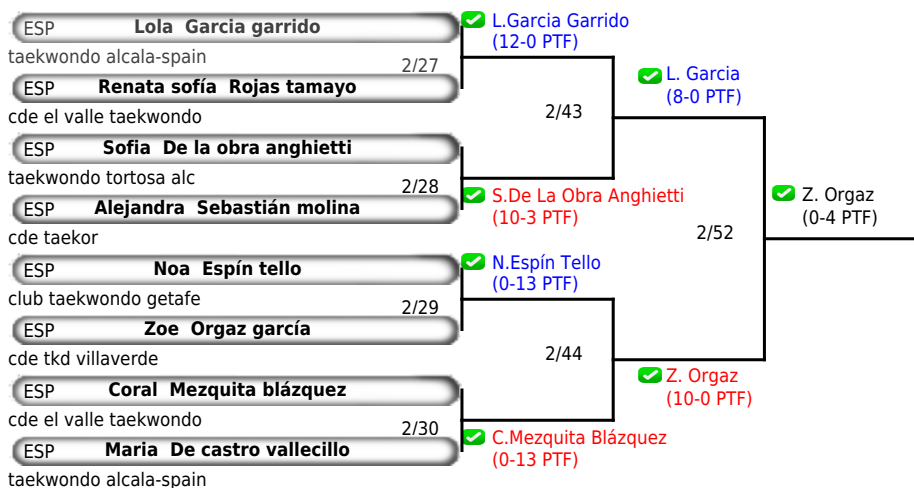 ESP Lola Garcia garrido
taekwondo alcala-spain
2/27
ESP Renata sofía Rojas tamayo
cde el valle taekwondo
ESP Sofia De la obra anghietti
taekwondo tortosa alc
2/28
ESP Alejandra Sebastián molina
cde taekor
ESP Noa Espín tello
club taekwondo getafe
2/29
ESP Zoe Orgaz garcía
cde tkd villaverde
ESP Coral Mezquita blázquez
cde el valle taekwondo
2/30
ESP Maria De castro vallecillo
taekwondo alcala-spain
L.Garcia Garrido
(12-0 PTF)
2/43
S.De La Obra Anghietti
(10-3 PTF)
N.Espín Tello
(0-13 PTF)
2/44
C.Mezquita Blázquez
(0-13 PTF)
L. Garcia
(8-0 PTF)
2/52
Z. Orgaz
(10-0 PTF)
Z. Orgaz
(0-4 PTF)